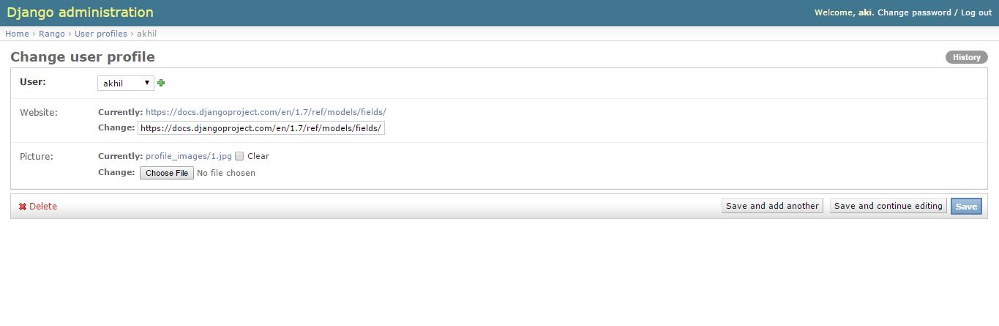 Django administration
Welcome, aki. Change password / Log out
Home › Rango › User profiles › akhil
Change user profile
History
User: akhil
Website: Currently: https://docs.djangoproject.com/en/1.7/ref/models/fields/
Change: https://docs.djangoproject.com/en/1.7/ref/models/fields/
Picture: Currently: profile_images/1.jpg Clear
Change: Choose File No file chosen
Delete
Save and add another Save and continue editing Save